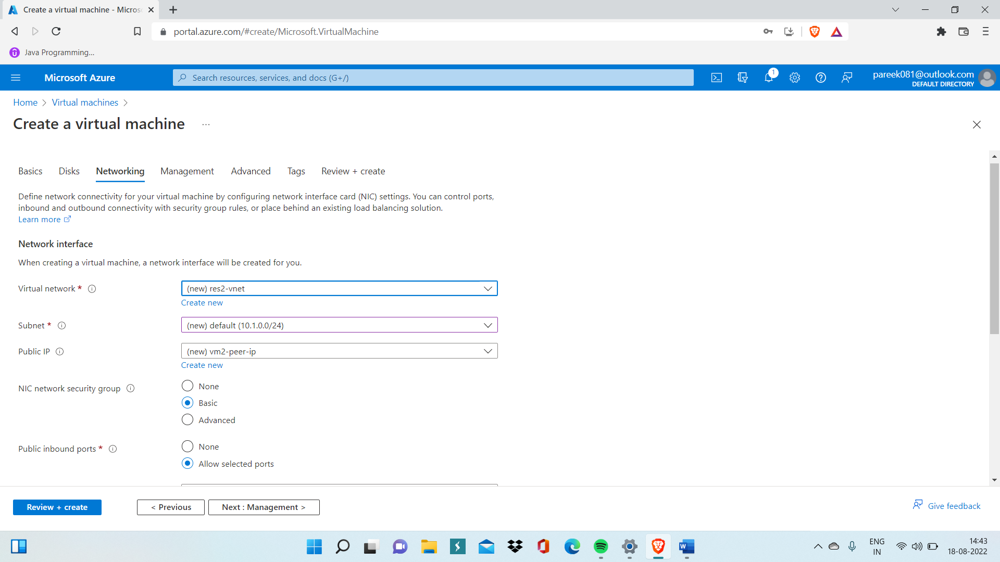 Create a virtual machine - Micros
portal.azure.com/#create/Microsoft.VirtualMachine
Java Programming...
Microsoft Azure
Search resources, services, and docs (G+/)
1
pareek081@outlook.com
DEFAULT DIRECTORY
Home > Virtual machines >
Create a virtual machine ...
Basics Disks Networking Management Advanced Tags Review + create
Define network connectivity for your virtual machine by configuring network interface card (NIC) settings. You can control ports,
inbound and outbound connectivity with security group rules, or place behind an existing load balancing solution.
Learn more
Network interface
When creating a virtual machine, a network interface will be created for you.
Virtual network *
(new) res2-vnet
Create new
Subnet *
(new) default (10.1.0.0/24)
Public IP
(new) vm2-peer-ip
Create new
NIC network security group
None
Basic
Advanced
Public inbound ports *
None
Allow selected ports
Review + create
< Previous
Next : Management >
Give feedback
ENG
IN
14:43
18-08-2022